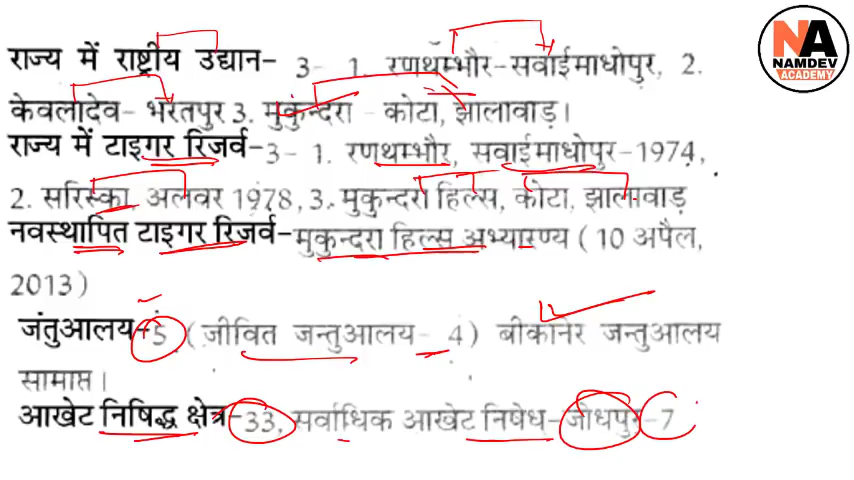 NA
NAMDEV
ACADEMY
राज्य में राष्ट्रीय उद्यान- 3- 1. रणथम्भौर-सवाईमाधोपुर, 2.
केवलादेव- भरतपुर 3. मुकुन्दरा - कोटा, झालावाड़।
राज्य में टाइगर रिजर्व-3- 1. रणथम्भौर, सवाईमाधोपुर-1974,
2. सरिस्का, अलवर 1978, 3. मुकुन्दरा हिल्स, कोटा, झालावाड़
नवस्थापित टाइगर रिजर्व-मुकुन्दरा हिल्स अभ्यारण्य (10 अपैल,
2013)
जंतुआलय-5 (जीवित जन्तुआलय- 4) बीकानेर जन्तुआलय
सामाप्त।
आखेट निषिद्ध क्षेत्र-33, सर्वाधिक आखेट निषेध-जोधपुर-7